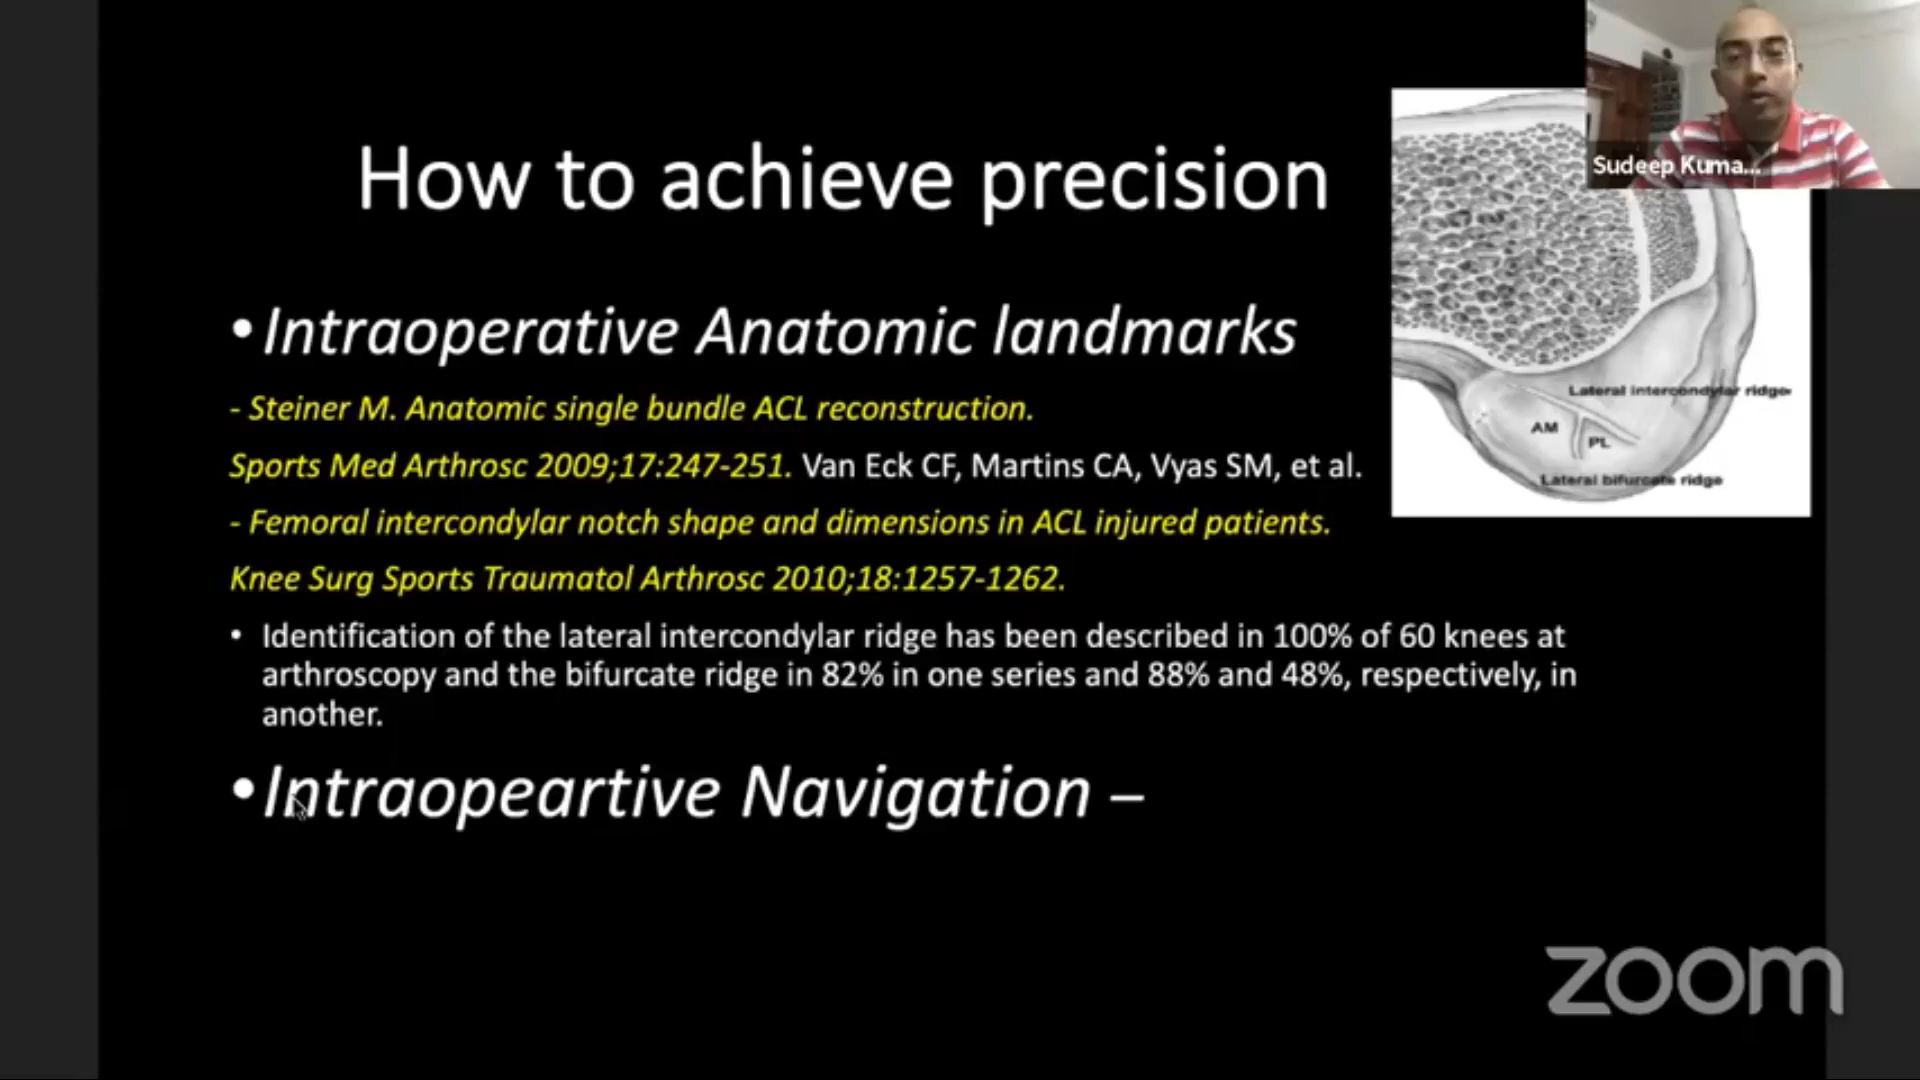 Sudeep Kuma...
How to achieve precision
•Intraoperative Anatomic landmarks
- Steiner M. Anatomic single bundle ACL reconstruction.
Sports Med Arthrosc 2009;17:247-251. Van Eck CF, Martins CA, Vyas SM, et al.
- Femoral intercondylar notch shape and dimensions in ACL injured patients.
Knee Surg Sports Traumatol Arthrosc 2010;18:1257-1262.
• Identification of the lateral intercondylar ridge has been described in 100% of 60 knees at
arthroscopy and the bifurcate ridge in 82% in one series and 88% and 48%, respectively, in
another.
•Intraopeartive Navigation –
Lateral intercondylar ridge
AM
PL
Lateral bifurcate ridge
zoom